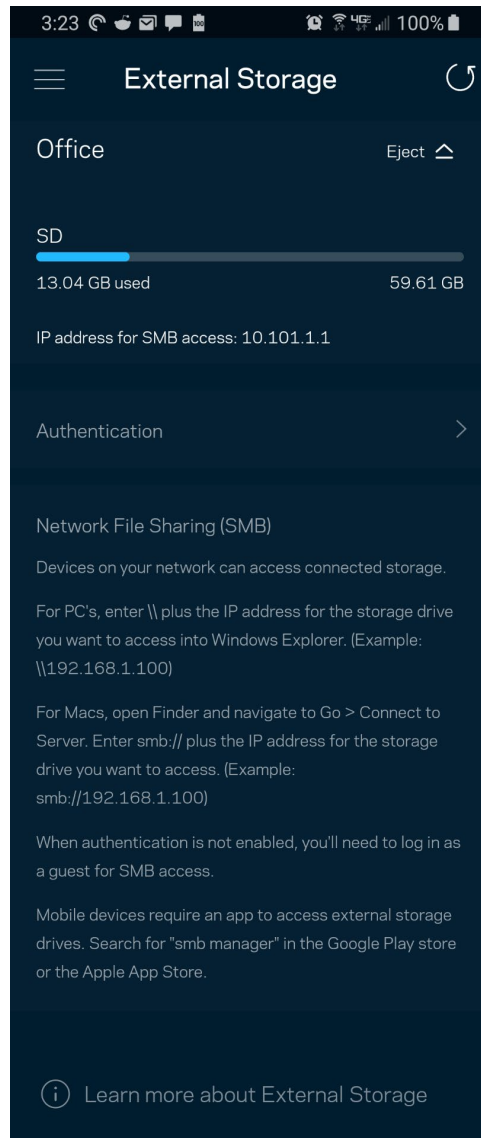 3:23 100 4GE 100%
External Storage
Office Eject
SD
13.04 GB used 59.61 GB
IP address for SMB access: 10.101.1.1
Authentication
Network File Sharing (SMB)
Devices on your network can access connected storage.
For PC's, enter \\ plus the IP address for the storage drive
you want to access into Windows Explorer. (Example:
\\192.168.1.100)
For Macs, open Finder and navigate to Go > Connect to
Server. Enter smb:// plus the IP address for the storage
drive you want to access. (Example:
smb://192.168.1.100)
When authentication is not enabled, you'll need to log in as
a guest for SMB access.
Mobile devices require an app to access external storage
drives. Search for "smb manager" in the Google Play store
or the Apple App Store.
Learn more about External Storage